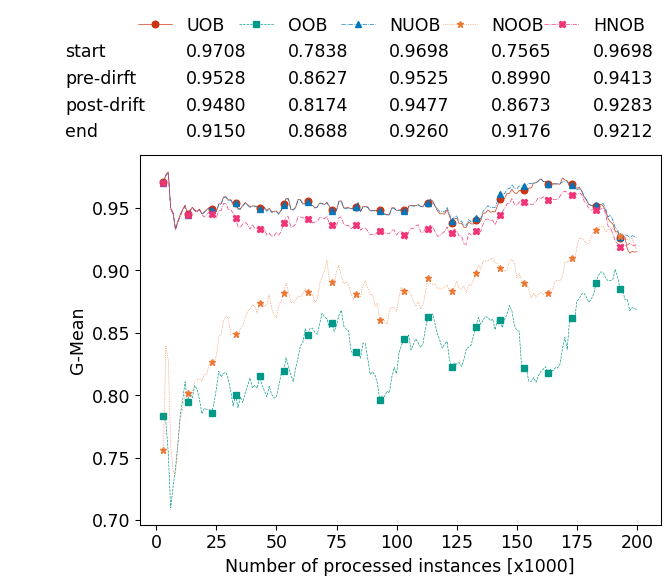 UOB OOB NUOB NOOB HNOB
start 0.9708 0.7838 0.9698 0.7565 0.9698
pre-dirft 0.9528 0.8627 0.9525 0.8990 0.9413
post-drift 0.9480 0.8174 0.9477 0.8673 0.9283
end 0.9150 0.8688 0.9260 0.9176 0.9212
0.95
0.90
0.85
0.80
0.75
0.70
G-Mean
0 25 50 75 100 125 150 175 200
Number of processed instances [x1000]